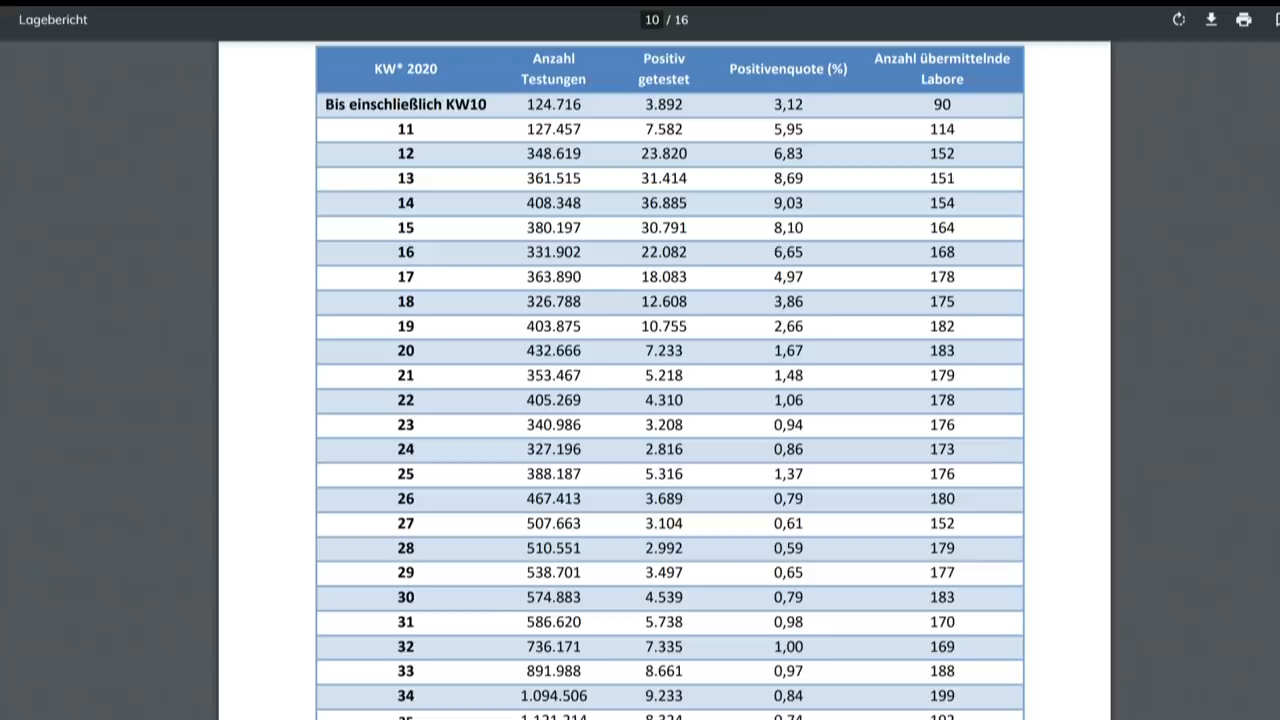 Lagebericht
10 / 16
KW* 2020 Anzahl Testungen Positiv getestet Positivenquote (%) Anzahl übermittelnde Labore
Bis einschließlich KW10 124.716 3.892 3,12 90
11 127.457 7.582 5,95 114
12 348.619 23.820 6,83 152
13 361.515 31.414 8,69 151
14 408.348 36.885 9,03 154
15 380.197 30.791 8,10 164
16 331.902 22.082 6,65 168
17 363.890 18.083 4,97 178
18 326.788 12.608 3,86 175
19 403.875 10.755 2,66 182
20 432.666 7.233 1,67 183
21 353.467 5.218 1,48 179
22 405.269 4.310 1,06 178
23 340.986 3.208 0,94 176
24 327.196 2.816 0,86 173
25 388.187 5.316 1,37 176
26 467.413 3.689 0,79 180
27 507.663 3.104 0,61 152
28 510.551 2.992 0,59 179
29 538.701 3.497 0,65 177
30 574.883 4.539 0,79 183
31 586.620 5.738 0,98 170
32 736.171 7.335 1,00 169
33 891.988 8.661 0,97 188
34 1.094.506 9.233 0,84 199